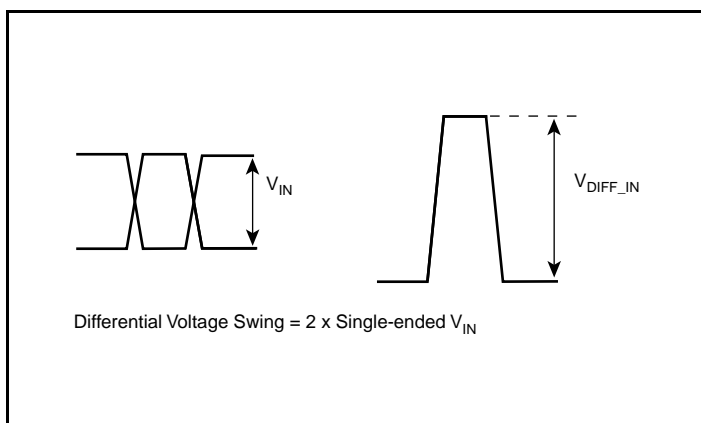 V_IN
V_DIFF_IN
Differential Voltage Swing = 2 x Single-ended V_IN